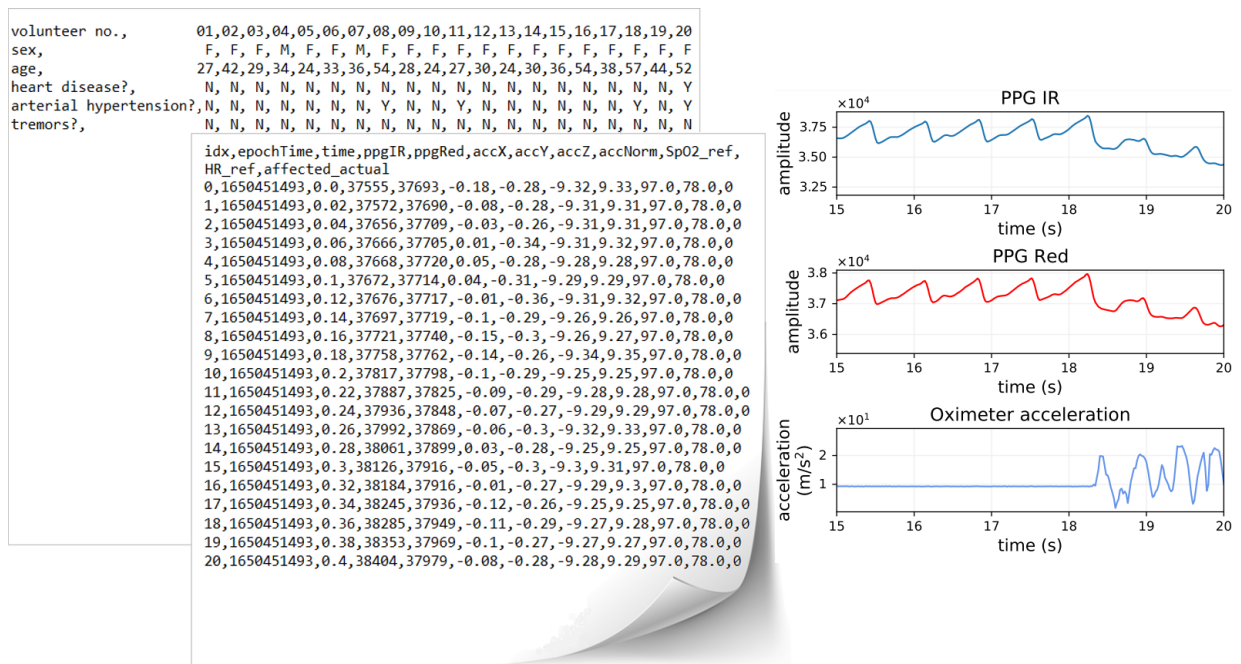 volunteer no., 01,02,03,04,05,06,07,08,09,10,11,12,13,14,15,16,17,18,19,20
sex, F, F, F, M, F, F, M, F, F, F, F, F, F, F, F, F, F, F, F, F
age, 27,42,29,34,24,33,36,54,28,24,27,30,24,30,36,54,38,57,44,52
heart disease?, N, N, N, N, N, N, N, N, N, N, N, N, N, N, N, N, N, N, N, Y
arterial hypertension?,N, N, N, N, N, N, N, Y, N, N, Y, N, N, N, N, N, N, Y, N, Y
tremors?, N, N, N, N, N, N, N, N, N, N, N, N, N, N, N, N, N, N, N, N
idx,epochTime,time,ppgIR,ppgRed,accX,accY,accZ,accNorm,SpO2_ref,
HR_ref,affected_actual
0,1650451493,0.0,37555,37693,-0.18,-0.28,-9.32,9.33,97.0,78.0,0
1,1650451493,0.02,37572,37690,-0.08,-0.28,-9.31,9.31,97.0,78.0,0
2,1650451493,0.04,37656,37709,-0.03,-0.26,-9.31,9.31,97.0,78.0,0
3,1650451493,0.06,37666,37705,0.01,-0.34,-9.31,9.32,97.0,78.0,0
4,1650451493,0.08,37668,37720,0.05,-0.28,-9.28,9.28,97.0,78.0,0
5,1650451493,0.1,37672,37714,0.04,-0.31,-9.29,9.29,97.0,78.0,0
6,1650451493,0.12,37676,37717,-0.01,-0.36,-9.31,9.32,97.0,78.0,0
7,1650451493,0.14,37697,37719,-0.1,-0.29,-9.26,9.26,97.0,78.0,0
8,1650451493,0.16,37721,37740,-0.15,-0.3,-9.26,9.27,97.0,78.0,0
9,1650451493,0.18,37758,37762,-0.14,-0.26,-9.34,9.35,97.0,78.0,0
10,1650451493,0.2,37817,37798,-0.1,-0.29,-9.25,9.25,97.0,78.0,0
11,1650451493,0.22,37887,37825,-0.09,-0.29,-9.28,9.28,97.0,78.0,0
12,1650451493,0.24,37936,37848,-0.07,-0.27,-9.29,9.29,97.0,78.0,0
13,1650451493,0.26,37992,37869,-0.06,-0.3,-9.32,9.33,97.0,78.0,0
14,1650451493,0.28,38061,37899,0.03,-0.28,-9.25,9.25,97.0,78.0,0
15,1650451493,0.3,38126,37916,-0.05,-0.3,-9.3,9.31,97.0,78.0,0
16,1650451493,0.32,38184,37916,-0.01,-0.27,-9.29,9.3,97.0,78.0,0
17,1650451493,0.34,38245,37936,-0.12,-0.26,-9.25,9.25,97.0,78.0,0
18,1650451493,0.36,38285,37949,-0.11,-0.29,-9.27,9.28,97.0,78.0,0
19,1650451493,0.38,38353,37969,-0.1,-0.27,-9.27,9.27,97.0,78.0,0
20,1650451493,0.4,38404,37979,-0.08,-0.28,-9.28,9.29,97.0,78.0,0
PPG IR
×10⁴
amplitude
3.75
3.50
3.25
15 16 17 18 19 20
time (s)
PPG Red
×10⁴
amplitude
3.8
3.7
3.6
15 16 17 18 19 20
time (s)
Oximeter acceleration
×10¹
acceleration
(m/s²)
2
1
15 16 17 18 19 20
time (s)